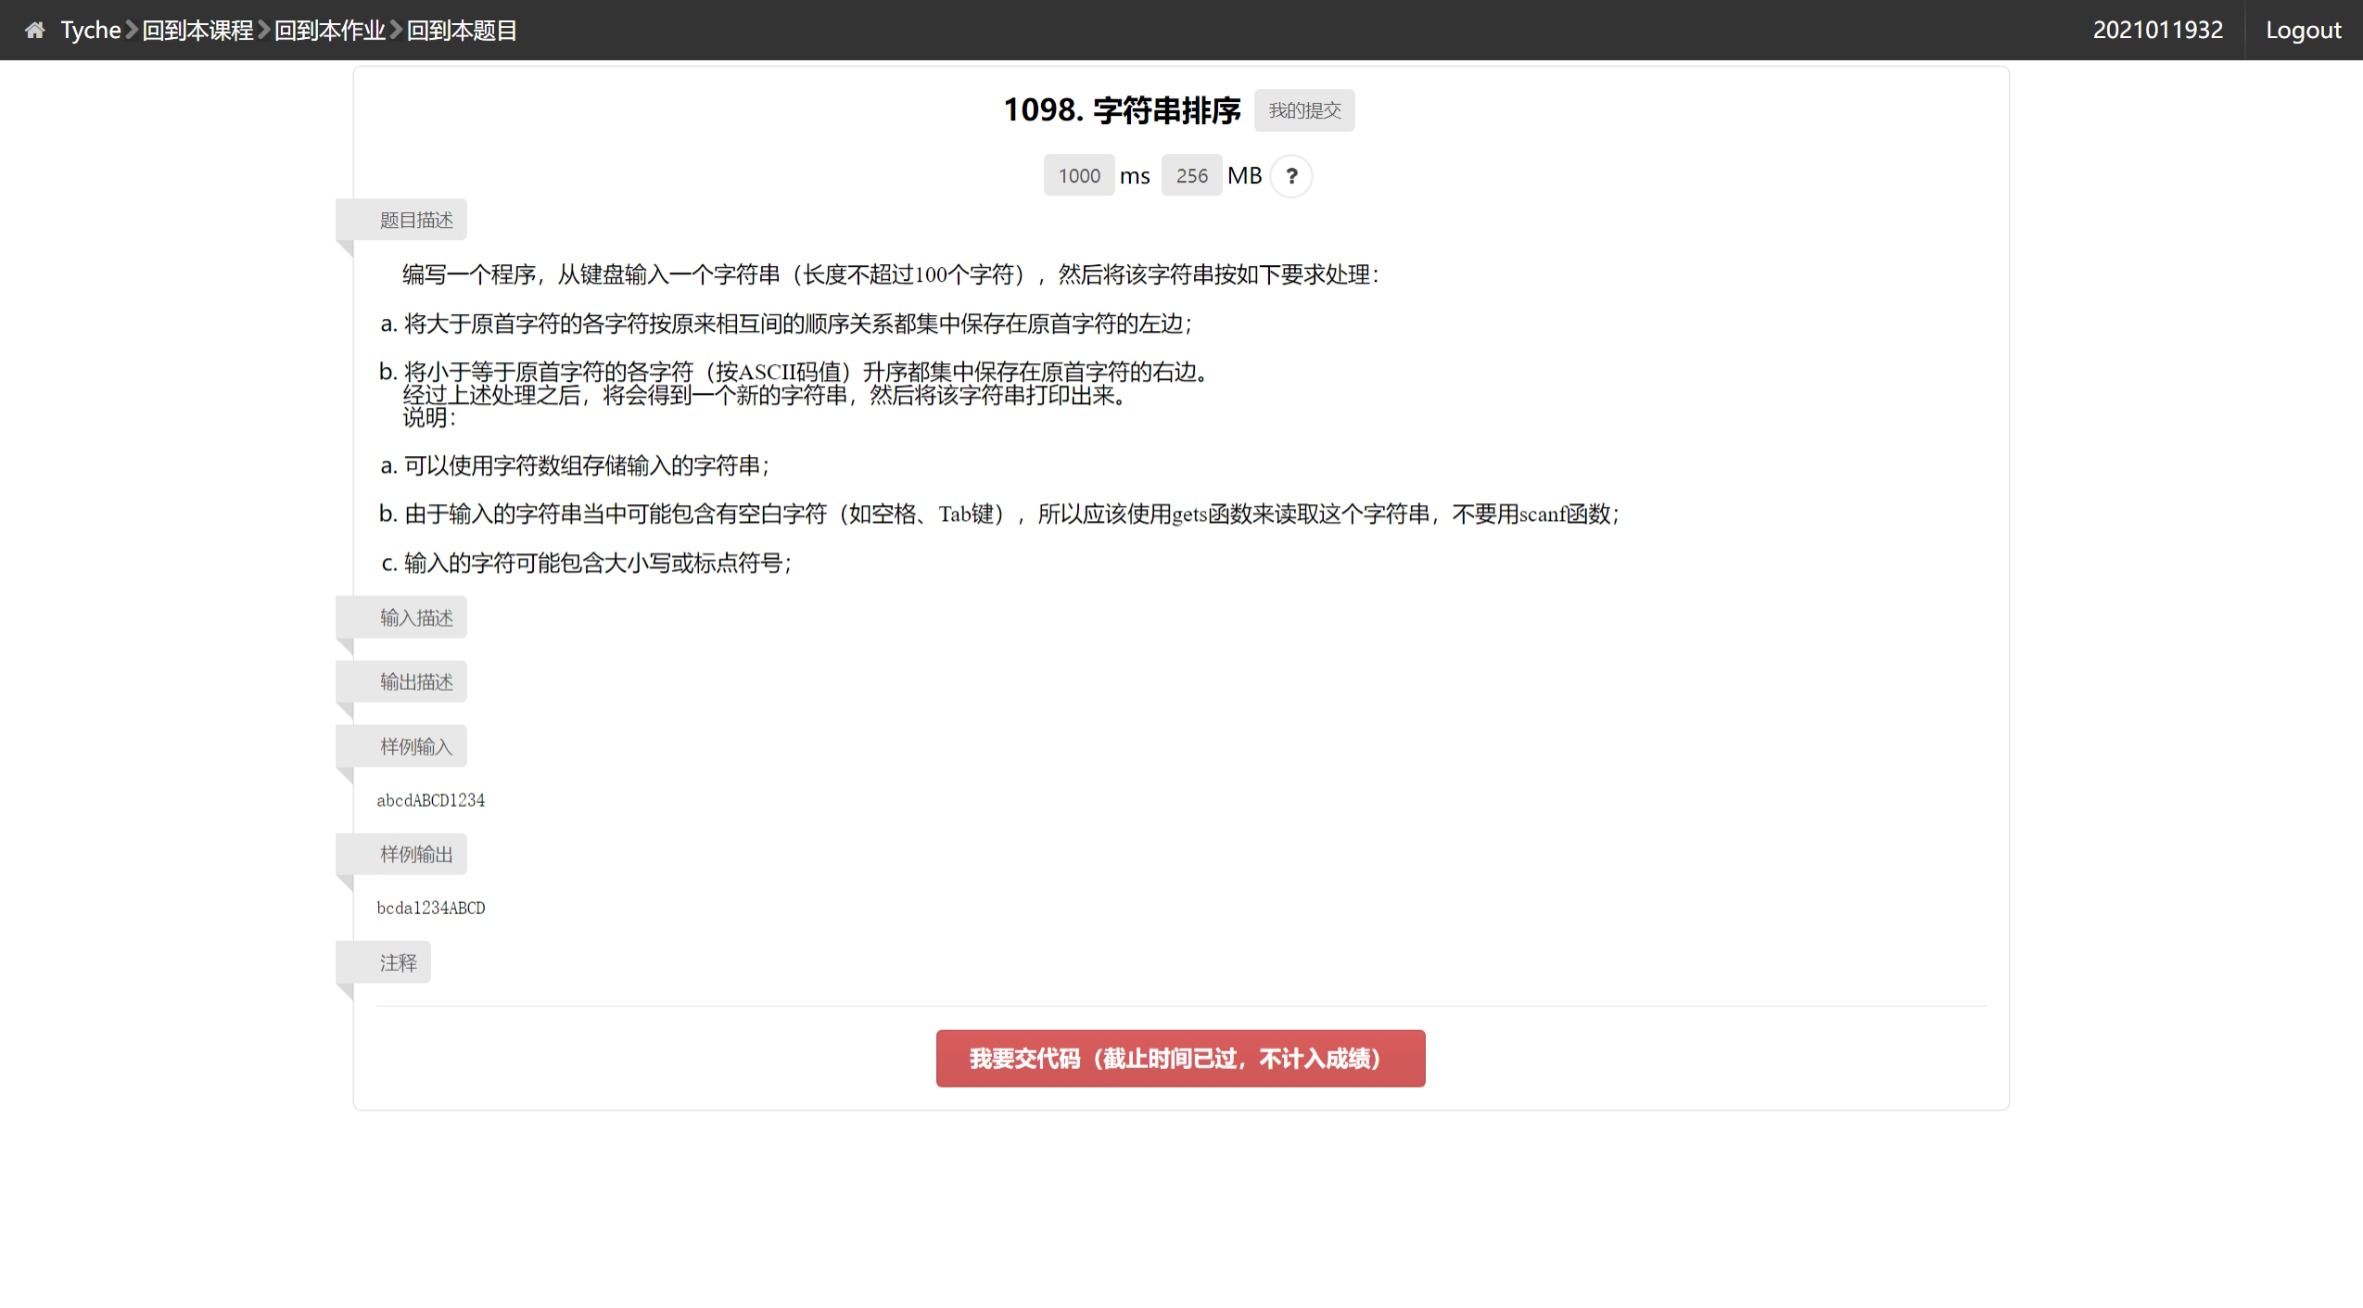 Tyche 回到本课程 回到本作业 回到本题目 2021011932 Logout
1098. 字符串排序 我的提交
1000 ms 256 MB ?
题目描述
编写一个程序，从键盘输入一个字符串（长度不超过100个字符），然后将该字符串按如下要求处理：
a. 将大于原首字符的各字符按原来相互间的顺序关系都集中保存在原首字符的左边；
b. 将小于等于原首字符的各字符（按ASCII码值）升序都集中保存在原首字符的右边。
经过上述处理之后，将会得到一个新的字符串，然后将该字符串打印出来。
说明：
a. 可以使用字符数组存储输入的字符串；
b. 由于输入的字符串当中可能包含有空白字符（如空格、Tab键），所以应该使用gets函数来读取这个字符串，不要用scanf函数；
c. 输入的字符可能包含大小写或标点符号；
输入描述
输出描述
样例输入
abcdABCD1234
样例输出
bcda1234ABCD
注释
我要交代码（截止时间已过，不计入成绩）